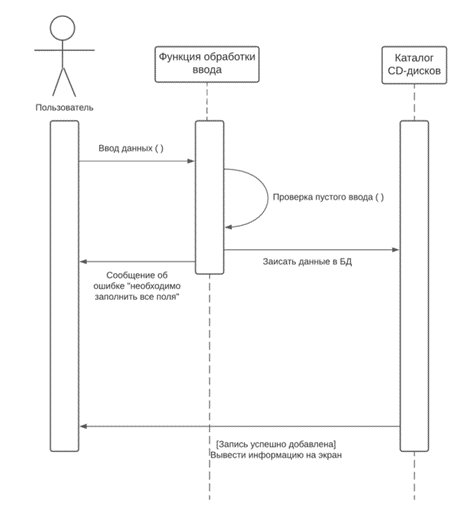 Функция обработки
ввода
Каталог
CD-дисков
Пользователь
Ввод данных ( )
Проверка пустого ввода ( )
Заисать данные в БД
Сообщение об
ошибке "необходимо
заполнить все поля"
[Запись успешно добавлена]
Вывести информацию на экран